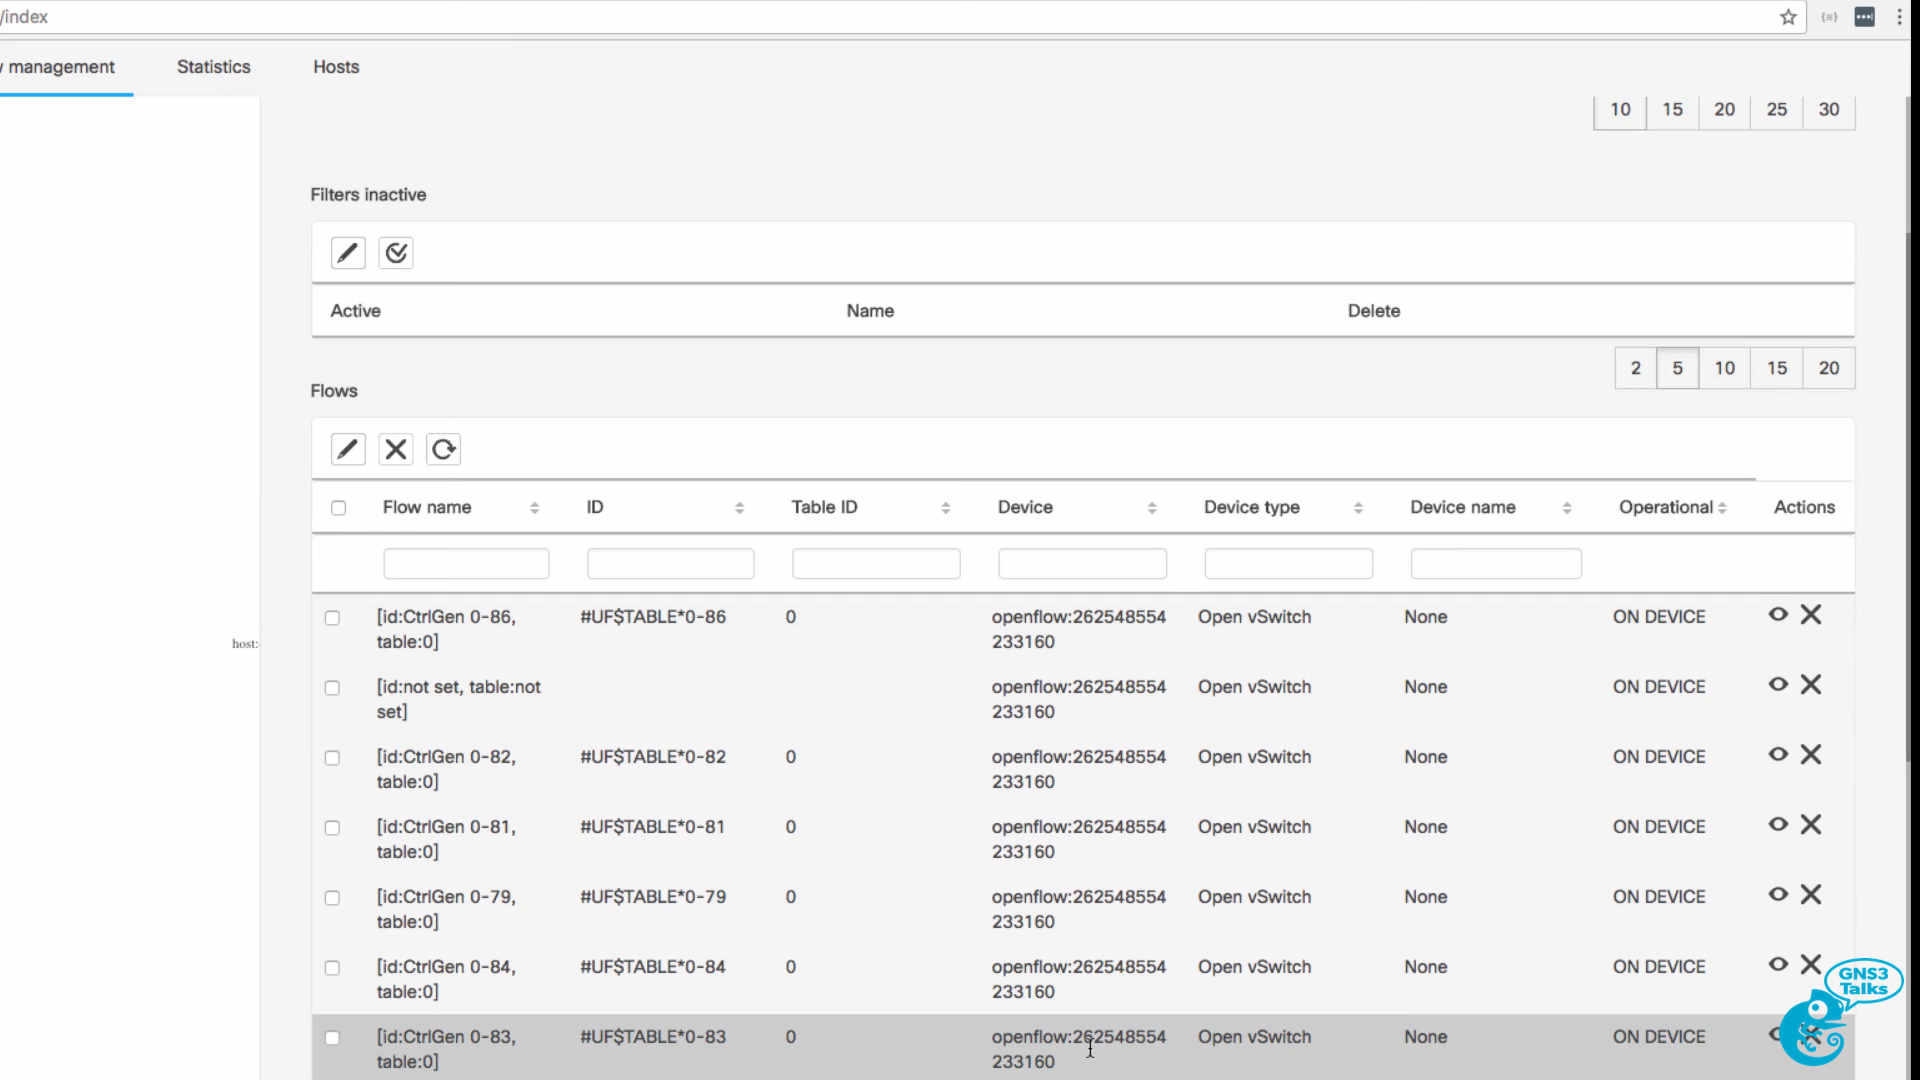 /index
management
Statistics
Hosts
10 15 20 25 30
Filters inactive
Active Name Delete
2 5 10 15 20
Flows
Flow name ID Table ID Device Device type Device name Operational Actions
[id:CtrlGen 0-86, #UF$TABLE*0-86 0 openflow:262548554 Open vSwitch None ON DEVICE
table:0] 233160
host:
[id:not set, table:not openflow:262548554 Open vSwitch None ON DEVICE
set] 233160
[id:CtrlGen 0-82, #UF$TABLE*0-82 0 openflow:262548554 Open vSwitch None ON DEVICE
table:0] 233160
[id:CtrlGen 0-81, #UF$TABLE*0-81 0 openflow:262548554 Open vSwitch None ON DEVICE
table:0] 233160
[id:CtrlGen 0-79, #UF$TABLE*0-79 0 openflow:262548554 Open vSwitch None ON DEVICE
table:0] 233160
[id:CtrlGen 0-84, #UF$TABLE*0-84 0 openflow:262548554 Open vSwitch None ON DEVICE
table:0] 233160
[id:CtrlGen 0-83, #UF$TABLE*0-83 0 openflow:262548554 Open vSwitch None ON DEVICE
table:0] 233160
GNS3
Talks